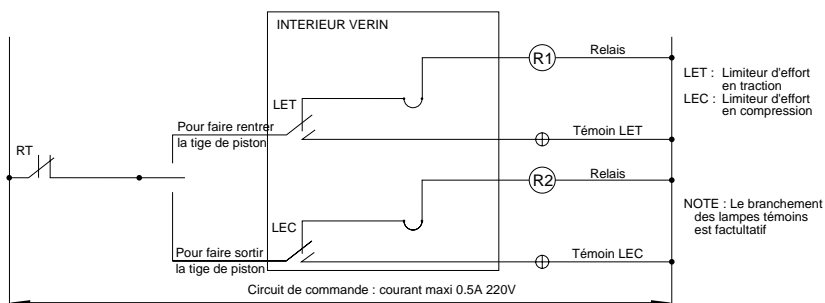 INTERIEUR VERIN
R1
Relais
LET : Limiteur d'effort
en traction
LEC : Limiteur d'effort
en compression
LET
Pour faire rentrer
la tige de piston
Témoin LET
RT
R2
Relais
NOTE : Le branchement
des lampes témoins
est factultatif
LEC
Pour faire sortir
la tige de piston
Témoin LEC
Circuit de commande : courant maxi 0.5A 220V